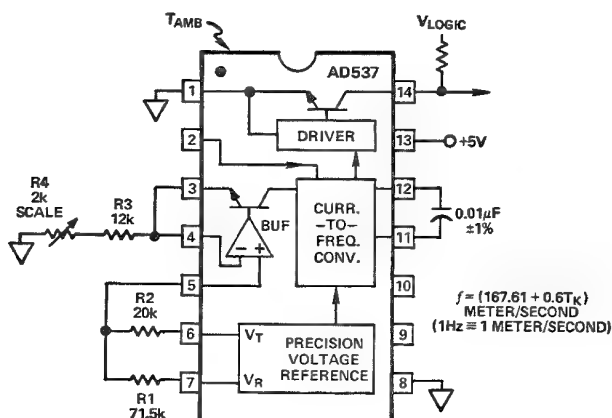 TAMB
VLOGIC
AD537
1
14
DRIVER
2
13
+5V
R4
2k
SCALE
R3
12k
3
12
BUF
CURR.
-TO-
FREQ.
CONV.
0.01µF
±1%
4
11
− +
5
10
R2
20k
f = (167.61 + 0.6TK)
METER/SECOND
(1Hz ≡ 1 METER/SECOND)
6
VT
9
PRECISION
VOLTAGE
REFERENCE
7
VR
8
R1
71.5k